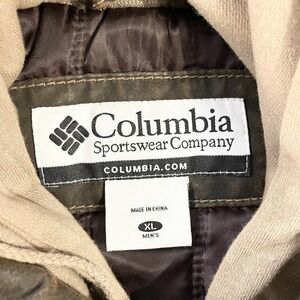 Columbia
Sportswear Company
COLUMBIA.COM
MADE IN CHINA
XL
MEN'S